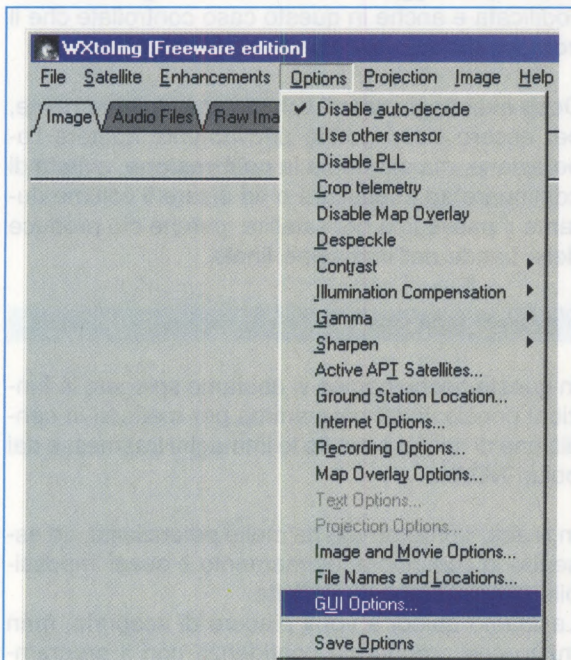 WXtoImg [Freeware edition]
File Satellite Enhancements Options Projection Image Help
Image Audio Files Raw Ima
Disable auto-decode
Use other sensor
Disable PLL
Crop telemetry
Disable Map Overlay
Despeckle
Contrast
Illumination Compensation
Gamma
Sharpen
Active APT Satellites...
Ground Station Location...
Internet Options...
Recording Options...
Map Overlay Options...
Text Options...
Projection Options...
Image and Movie Options...
File Names and Locations...
GUI Options...
Save Options